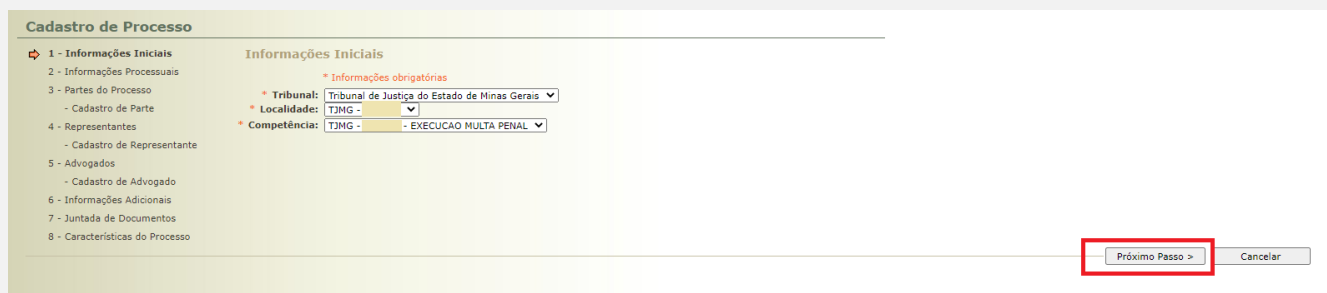 Cadastro de Processo
1 - Informações Iniciais
2 - Informações Processuais
3 - Partes do Processo
- Cadastro de Parte
4 - Representantes
- Cadastro de Representante
5 - Advogados
- Cadastro de Advogado
6 - Informações Adicionais
7 - Juntada de Documentos
8 - Características do Processo
Informações Iniciais
* Informações obrigatórias
* Tribunal: Tribunal de Justiça do Estado de Minas Gerais
* Localidade: TJMG -
* Competência: TJMG - - EXECUCAO MULTA PENAL
Próximo Passo > Cancelar